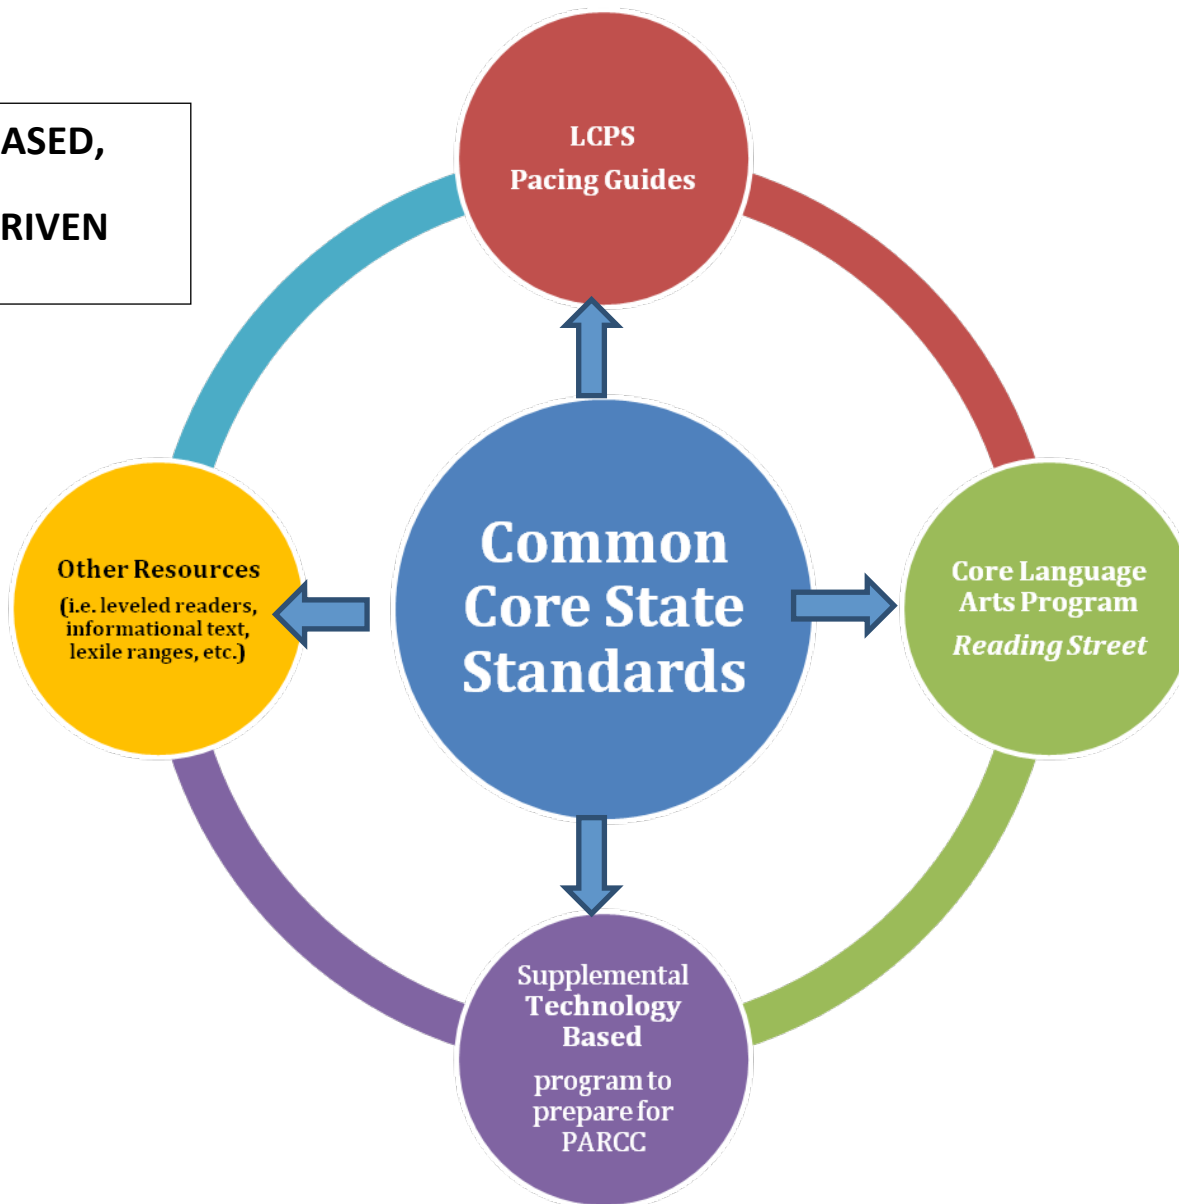 ASED,
RIVEN
LCPS
Pacing Guides
Other Resources
(i.e. leveled readers,
informational text,
lexile ranges, etc.)
Common
Core State
Standards
Core Language
Arts Program
Reading Street
Supplemental
Technology
Based
program to
prepare for
PARCC